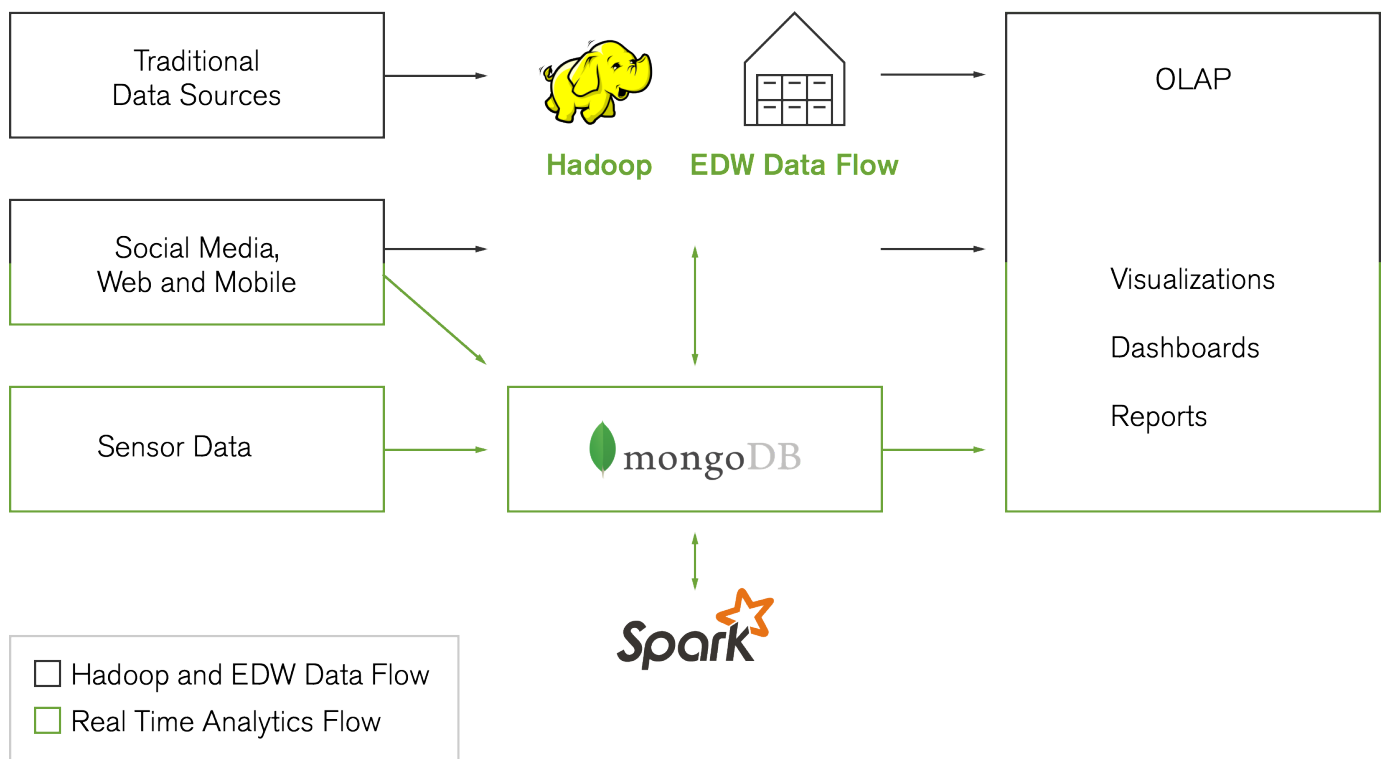 Traditional
Data Sources
Hadoop
EDW Data Flow
OLAP
Social Media,
Web and Mobile
Visualizations
Dashboards
Reports
Sensor Data
mongoDB
Spark
Hadoop and EDW Data Flow
Real Time Analytics Flow